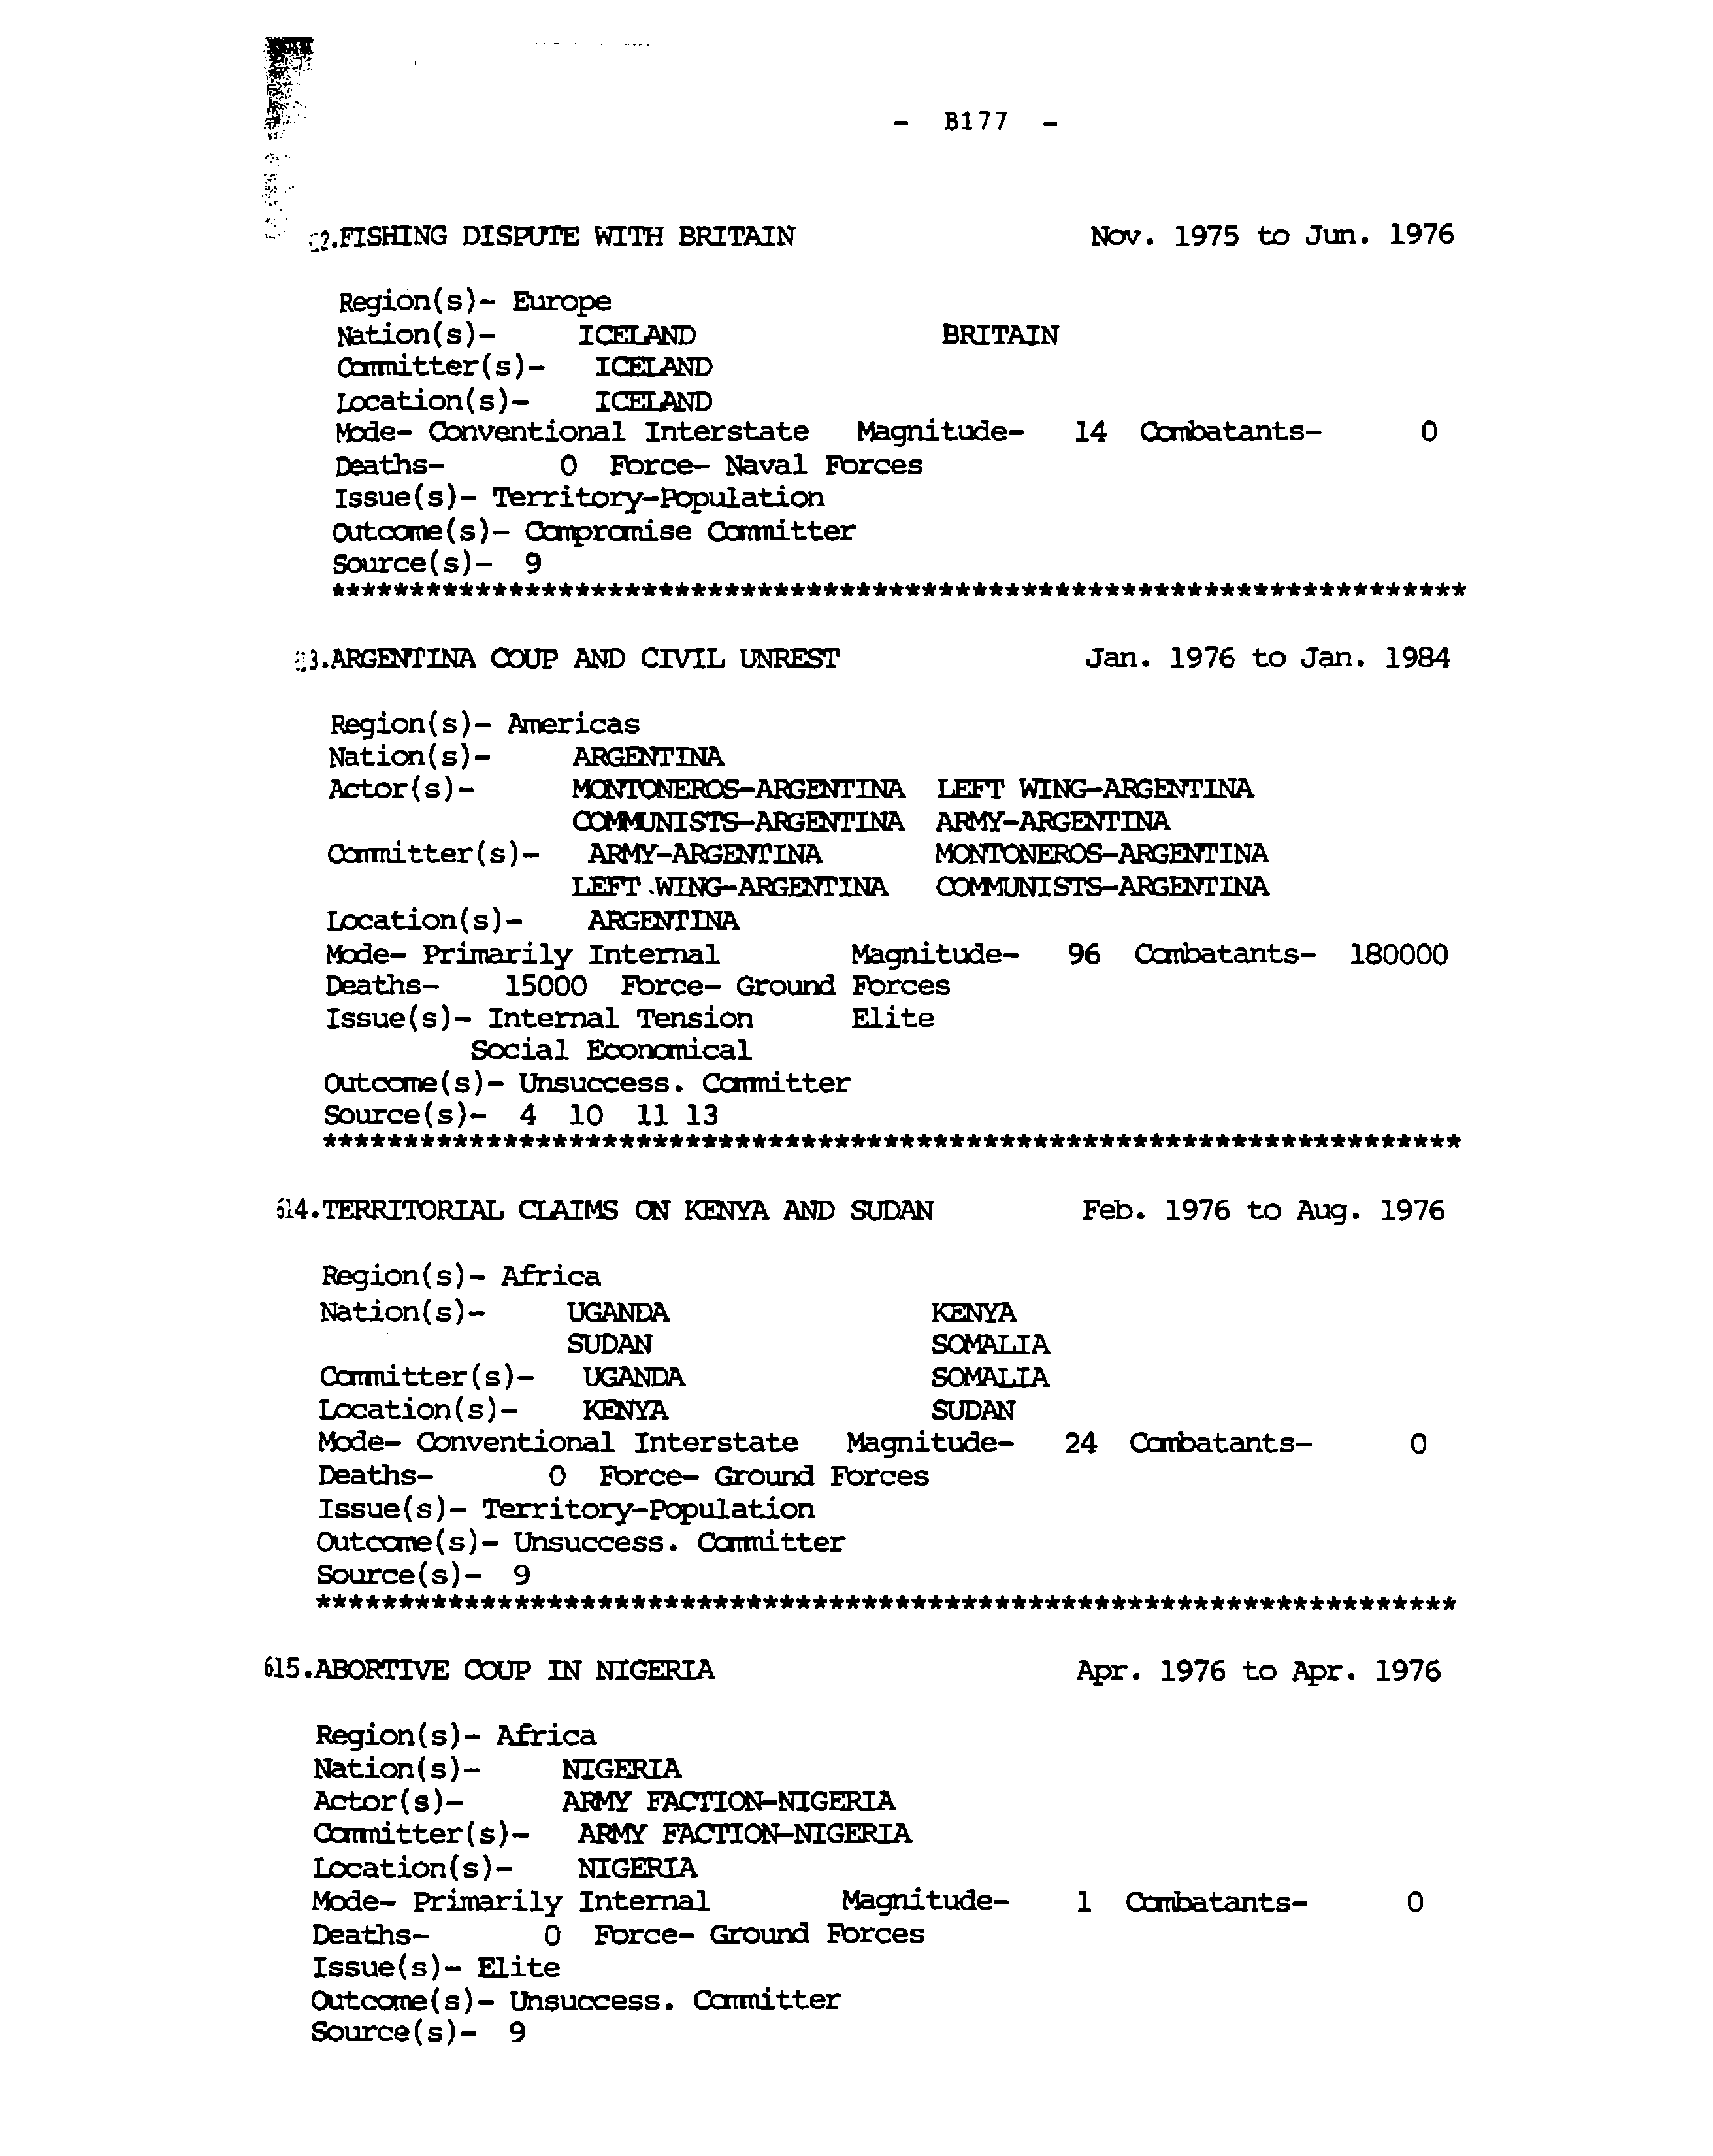 - B177 -
FISHING DISPUTE WITH BRITAIN Nov. 1975 to Jun. 1976
Region(s)- Europe
Nation(s)- ICELAND BRITAIN
Committer(s)- ICELAND
Location(s)- ICELAND
Mode- Conventional Interstate Magnitude- 14 Combatants- 0
Deaths- 0 Force- Naval Forces
Issue(s)- Territory-Population
Outcome(s)- Compromise Committer
Source(s)- 9
*********************************************************************
ARGENTINA COUP AND CIVIL UNREST Jan. 1976 to Jan. 1984
Region(s)- Americas
Nation(s)- ARGENTINA
Actor(s)- MONTONEROS-ARGENTINA LEFT WING-ARGENTINA
COMMUNISTS-ARGENTINA ARMY-ARGENTINA
Committer(s)- ARMY-ARGENTINA MONTONEROS-ARGENTINA
LEFT WING-ARGENTINA COMMUNISTS-ARGENTINA
Location(s)- ARGENTINA
Mode- Primarily Internal Magnitude- 96 Combatants- 180000
Deaths- 15000 Force- Ground Forces
Issue(s)- Internal Tension Elite
Social Economical
Outcome(s)- Unsuccess. Committer
Source(s)- 4 10 11 13
*********************************************************************
614.TERRITORIAL CLAIMS ON KENYA AND SUDAN Feb. 1976 to Aug. 1976
Region(s)- Africa
Nation(s)- UGANDA KENYA
SUDAN SOMALIA
Committer(s)- UGANDA SOMALIA
Location(s)- KENYA SUDAN
Mode- Conventional Interstate Magnitude- 24 Combatants- 0
Deaths- 0 Force- Ground Forces
Issue(s)- Territory-Population
Outcome(s)- Unsuccess. Committer
Source(s)- 9
*********************************************************************
615.ABORTIVE COUP IN NIGERIA Apr. 1976 to Apr. 1976
Region(s)- Africa
Nation(s)- NIGERIA
Actor(s)- ARMY FACTION-NIGERIA
Committer(s)- ARMY FACTION-NIGERIA
Location(s)- NIGERIA
Mode- Primarily Internal Magnitude- 1 Combatants- 0
Deaths- 0 Force- Ground Forces
Issue(s)- Elite
Outcome(s)- Unsuccess. Committer
Source(s)- 9